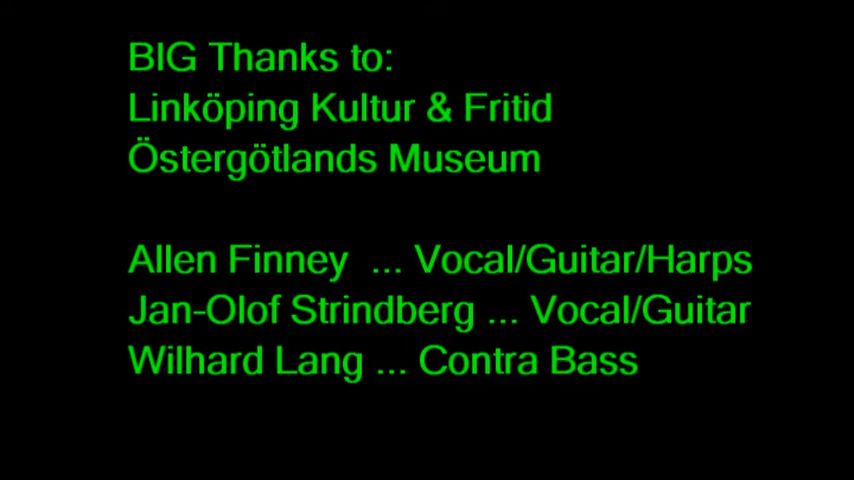 BIG Thanks to:
Linköping Kultur & Fritid
Östergötlands Museum
Allen Finney ... Vocal/Guitar/Harps
Jan-Olof Strindberg ... Vocal/Guitar
Wilhard Lang ... Contra Bass